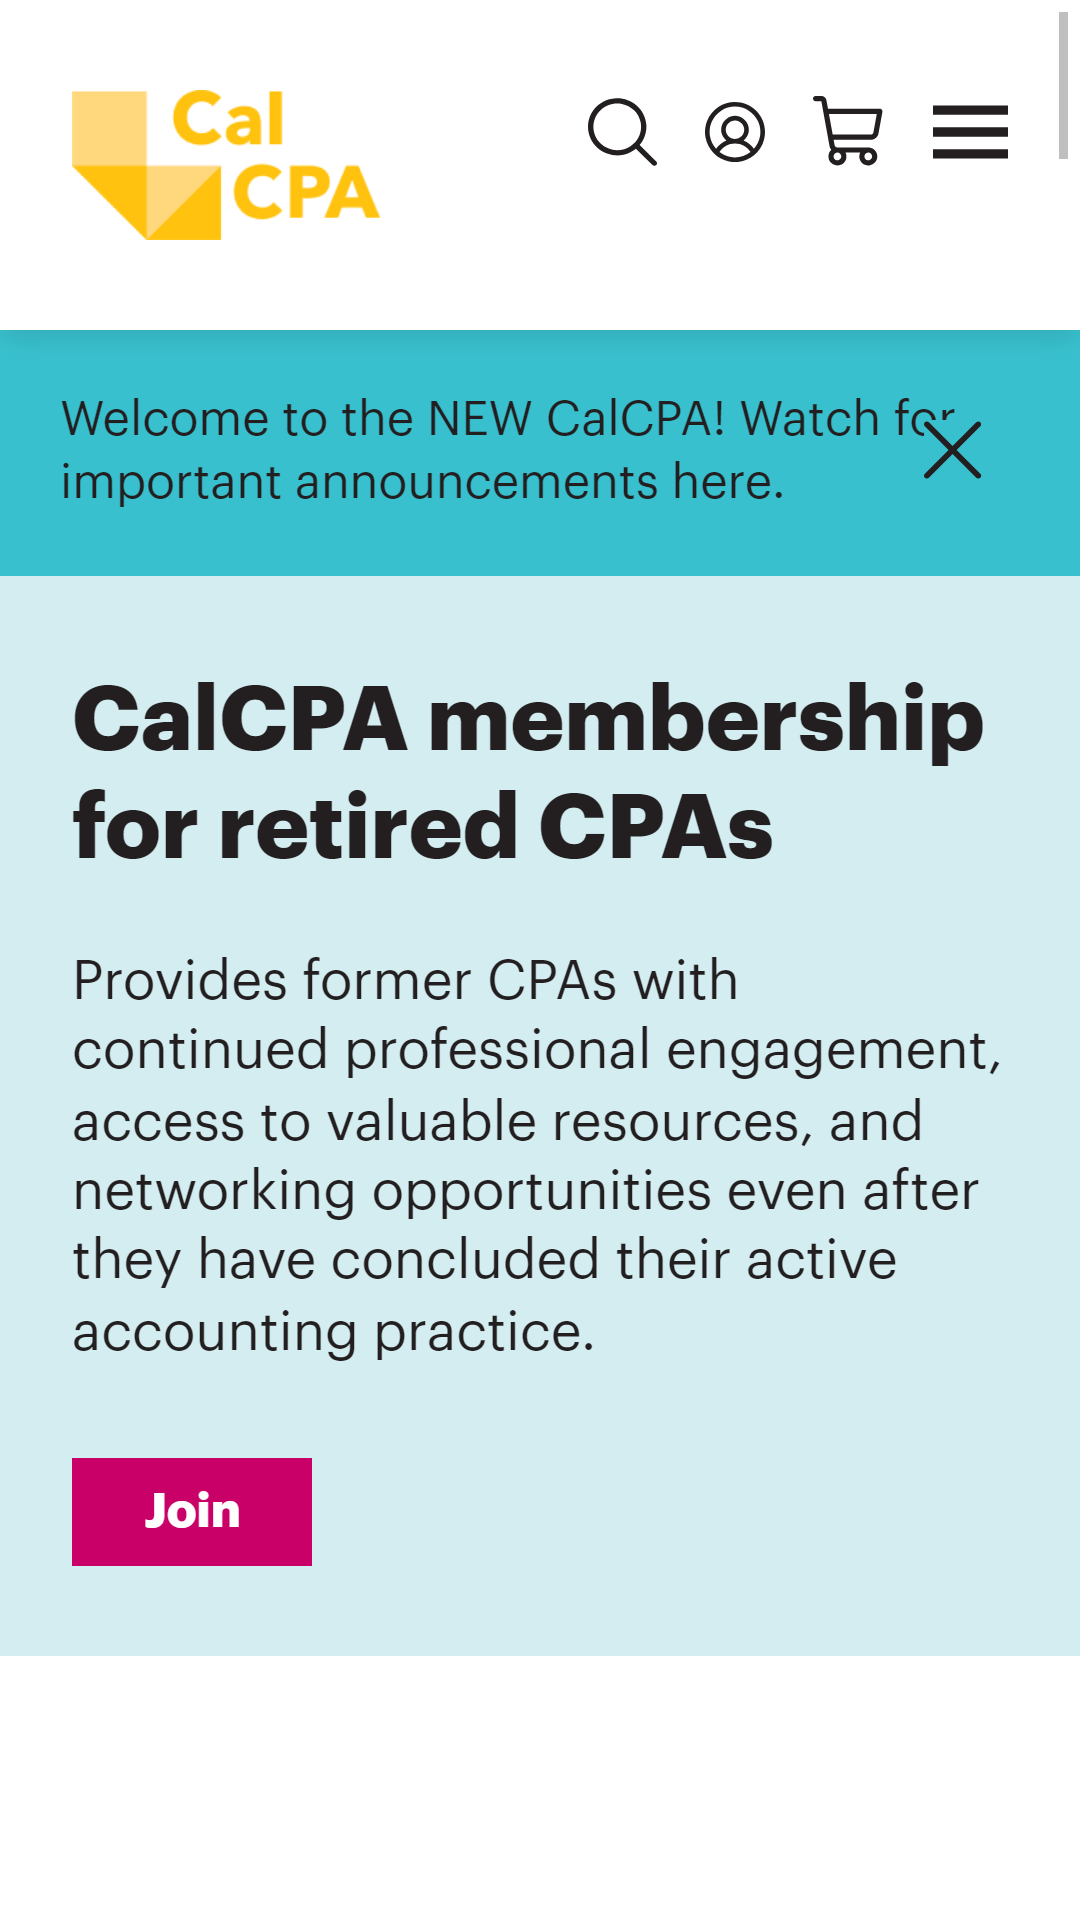 Cal
CPA
Welcome to the NEW CalCPA! Watch for
important announcements here.
CalCPA membership
for retired CPAs
Provides former CPAs with
continued professional engagement,
access to valuable resources, and
networking opportunities even after
they have concluded their active
accounting practice.
Join